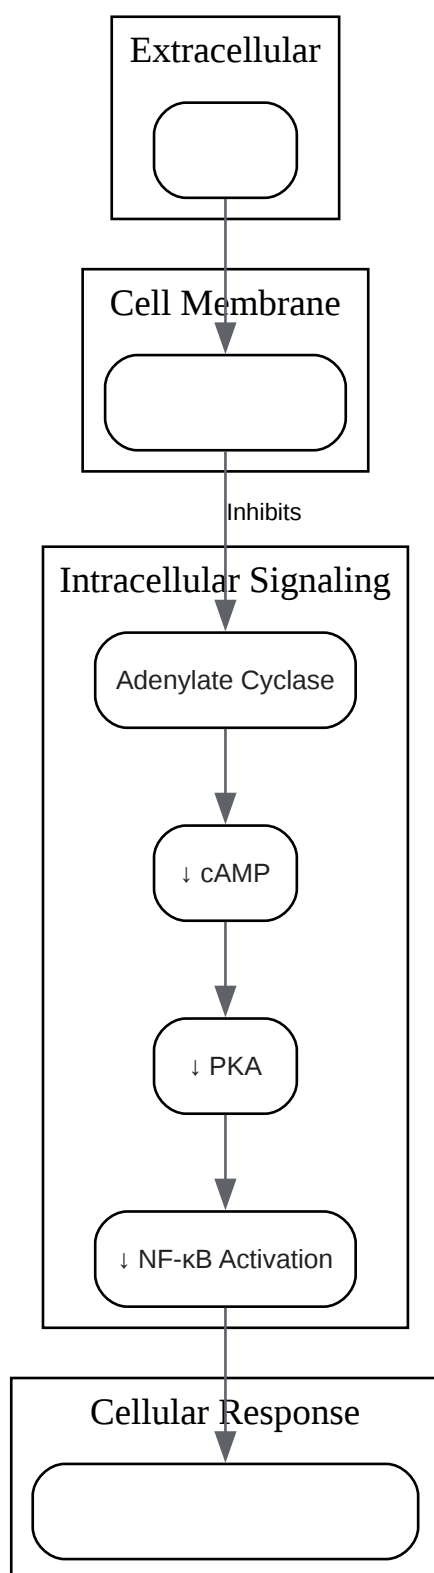 Extracellular
Cell Membrane
Inhibits
Intracellular Signaling
Adenylate Cyclase
↓ cAMP
↓ PKA
↓ NF-κB Activation
Cellular Response